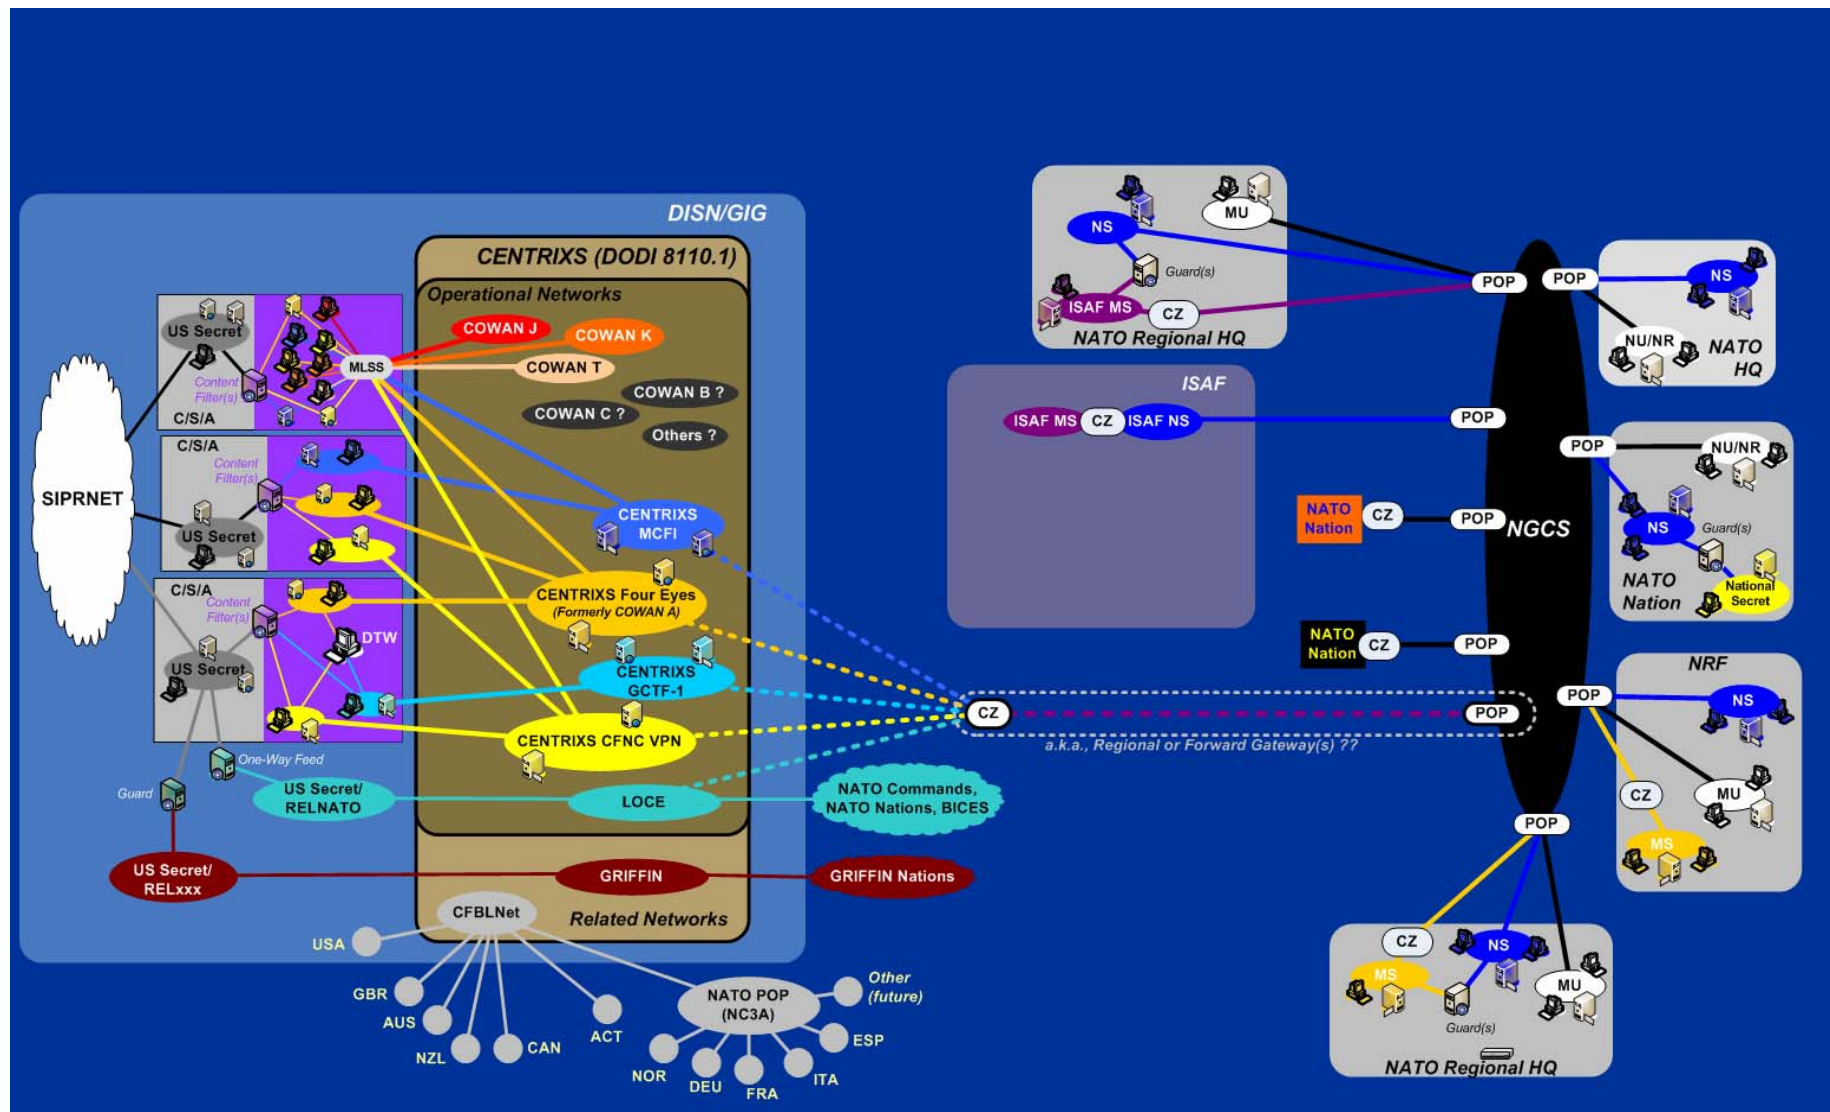 DISN/GIG
CENTRIXS (DODI 8110.1)
Operational Networks
US Secret
Content
Filter(s)
C/S/A
MLSS
COWAN J
COWAN K
COWAN T
COWAN B ?
COWAN C ?
Others ?
C/S/A
Content
Filter(s)
US Secret
SIPRNET
CENTRIXS
MCFI
C/S/A
Content
Filter(s)
DTW
US Secret
CENTRIXS Four Eyes
(Formerly COWAN A)
CENTRIXS
GCTF-1
CENTRIXS CFNC VPN
One-Way Feed
Guard
US Secret/
RELNATO
LOCE
NATO Commands,
NATO Nations, BICES
US Secret/
RELxxx
GRIFFIN
GRIFFIN Nations
CFBLNet
Related Networks
USA
GBR
AUS
NZL
CAN
ACT
NATO POP
(NC3A)
Other
(future)
ESP
ITA
FRA
DEU
NOR
NS
MU
Guard(s)
ISAF MS
CZ
NATO Regional HQ
POP
POP
NS
NU/NR
NATO
HQ
ISAF
ISAF MS
CZ
ISAF NS
POP
POP
NU/NR
NS
Guard(s)
NATO
Nation
National
Secret
NATO
Nation
CZ
POP
NGCS
NATO
Nation
CZ
POP
CZ
POP
a.k.a., Regional or Forward Gateway(s) ??
NRF
POP
NS
CZ
MU
MS
POP
CZ
NS
MS
MU
Guard(s)
NATO Regional HQ